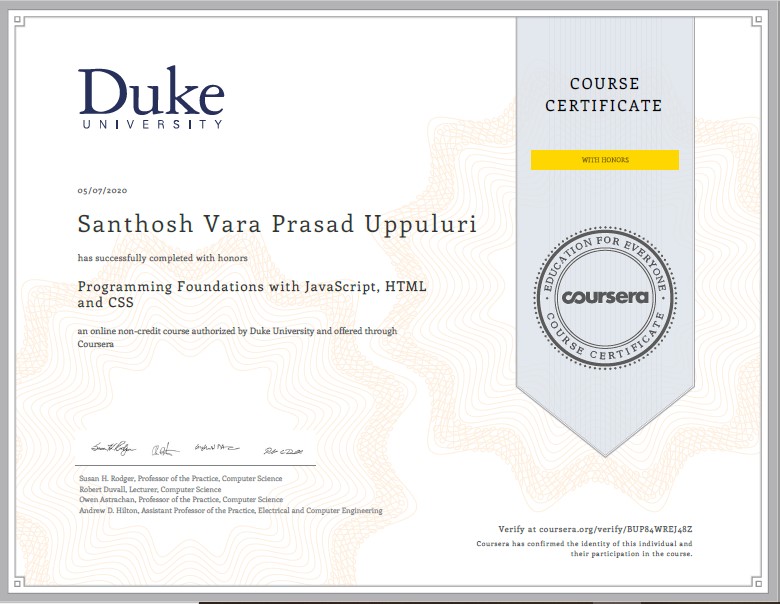 Duke
UNIVERSITY
COURSE
CERTIFICATE
WITH HONORS
05/07/2020
Santhosh Vara Prasad Uppuluri
has successfully completed with honors
Programming Foundations with JavaScript, HTML
and CSS
an online non-credit course authorized by Duke University and offered through
Coursera
EDUCATION FOR EVERYONE
coursera
COURSE CERTIFICATE
Susan H. Rodger, Professor of the Practice, Computer Science
Robert Duvall, Lecturer, Computer Science
Owen Astrachan, Professor of the Practice, Computer Science
Andrew D. Hilton, Assistant Professor of the Practice, Electrical and Computer Engineering
Verify at coursera.org/verify/BUP84WREJ48Z
Coursera has confirmed the identity of this individual and
their participation in the course.